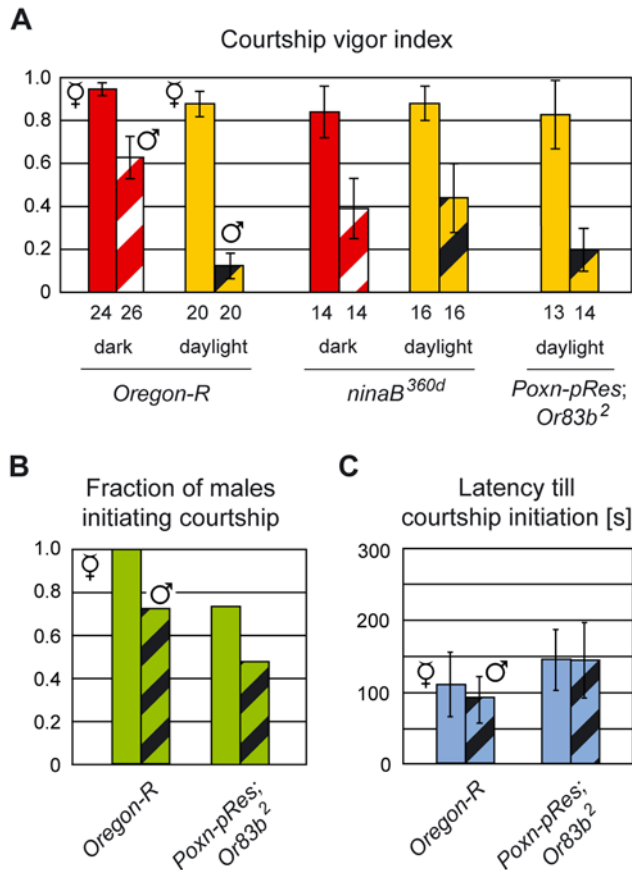 A
Courtship vigor index
1.0
0.8
0.6
0.4
0.2
0
⚥ ♂ ⚥ ♂
24 26 20 20 14 14 16 16 13 14
dark daylight dark daylight daylight
Oregon-R ninaB360d Poxn-pRes;
Or83b2
B
Fraction of males
initiating courtship
1.0
0.8
0.6
0.4
0.2
0
⚥ ♂
Oregon-R
Poxn-pRes;
Or83b2
C
Latency till
courtship initiation [s]
300
200
100
0
♀ ♂
Oregon-R
Poxn-pRes;
Or83b2